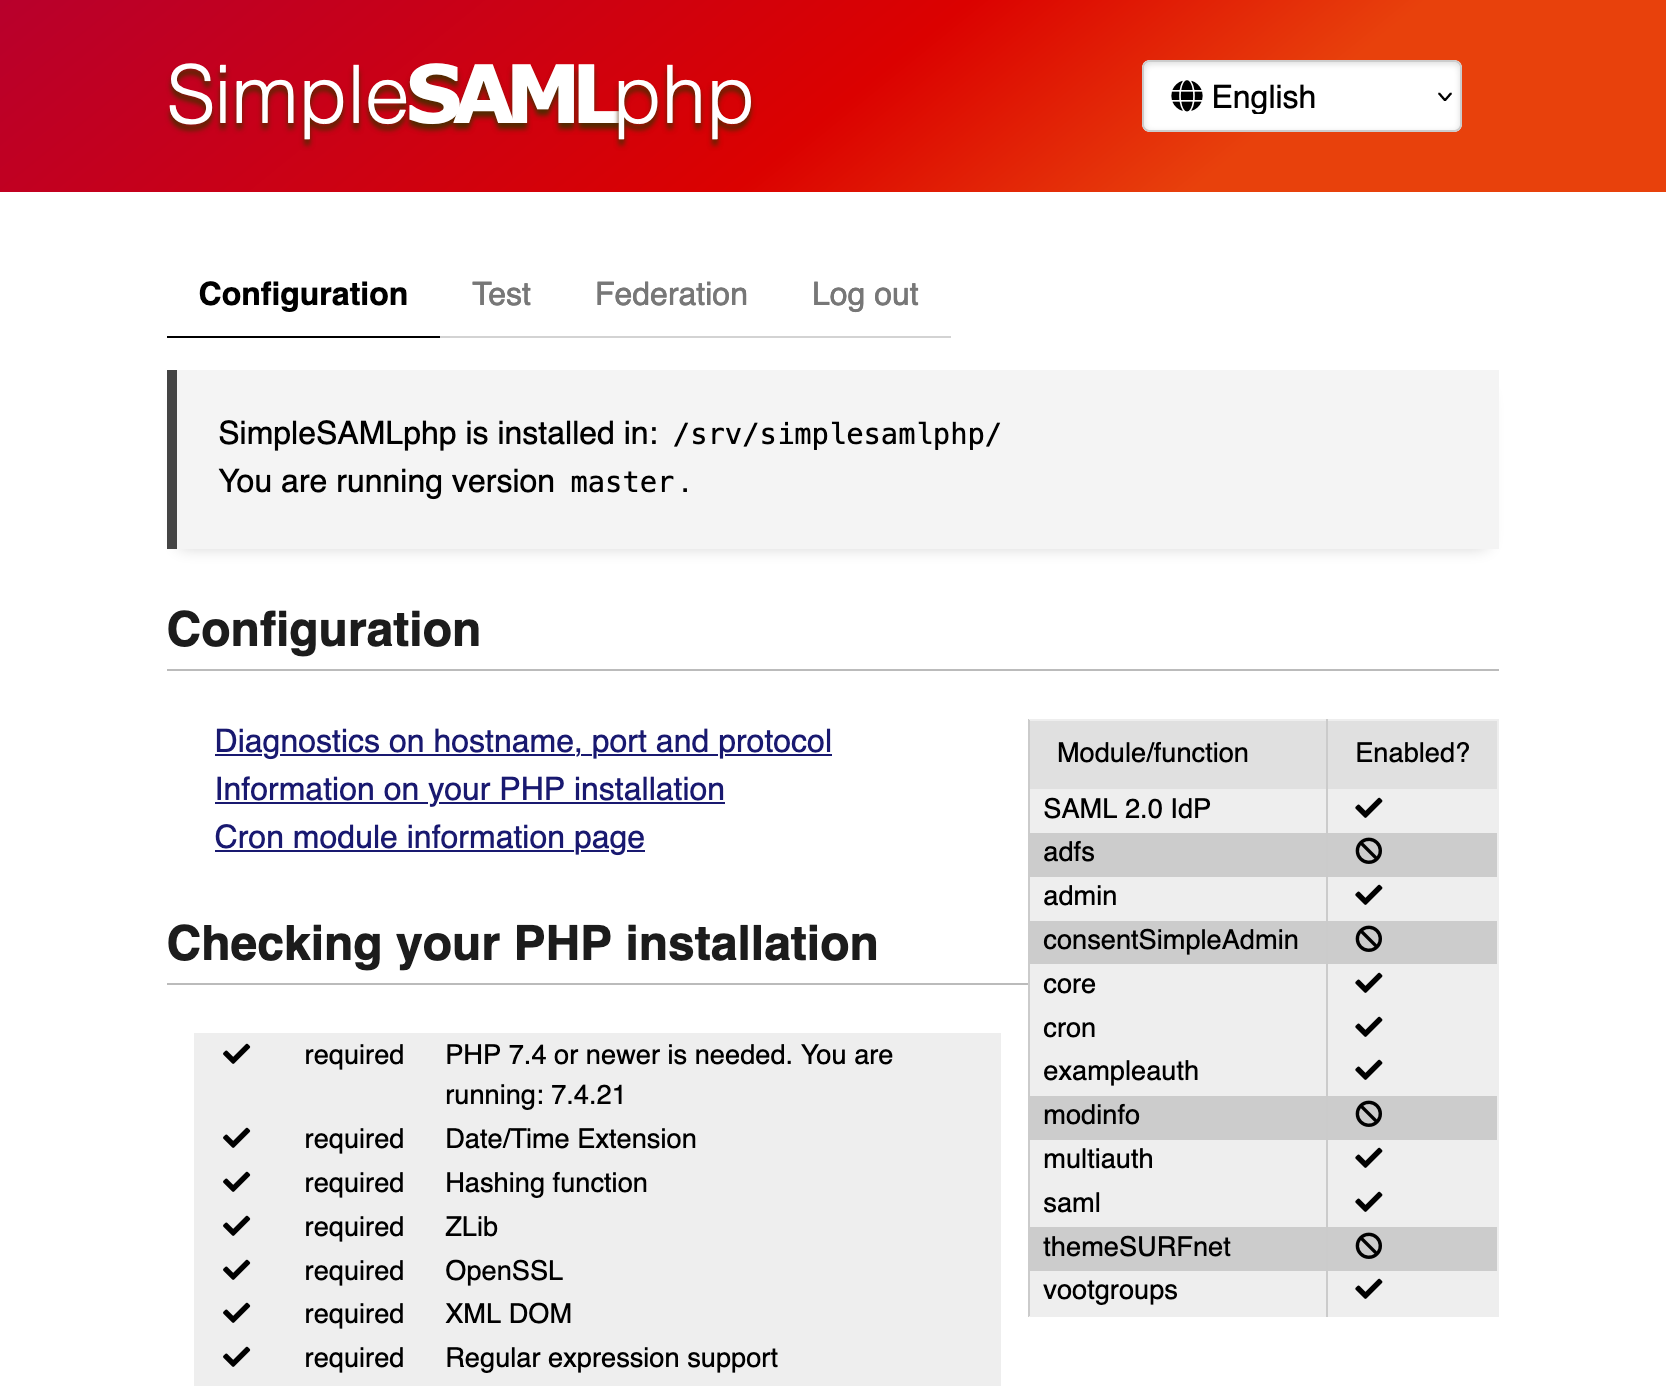 SimpleSAMLphp
English
Configuration Test Federation Log out
SimpleSAMLphp is installed in: /srv/simplesamlphp/
You are running version master.
Configuration
Diagnostics on hostname, port and protocol
Information on your PHP installation
Cron module information page
Module/function Enabled?
SAML 2.0 IdP
adfs
admin
consentSimpleAdmin
core
cron
exampleauth
modinfo
multiauth
saml
themeSURFnet
vootgroups
Checking your PHP installation
required PHP 7.4 or newer is needed. You are
running: 7.4.21
required Date/Time Extension
required Hashing function
required ZLib
required OpenSSL
required XML DOM
required Regular expression support